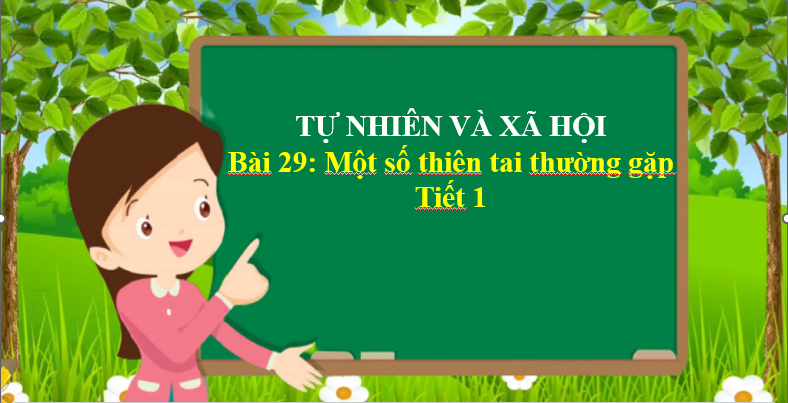 TỰ NHIÊN VÀ XÃ HỘI
Bài 29: Một số thiên tai thường gặp
Tiết 1